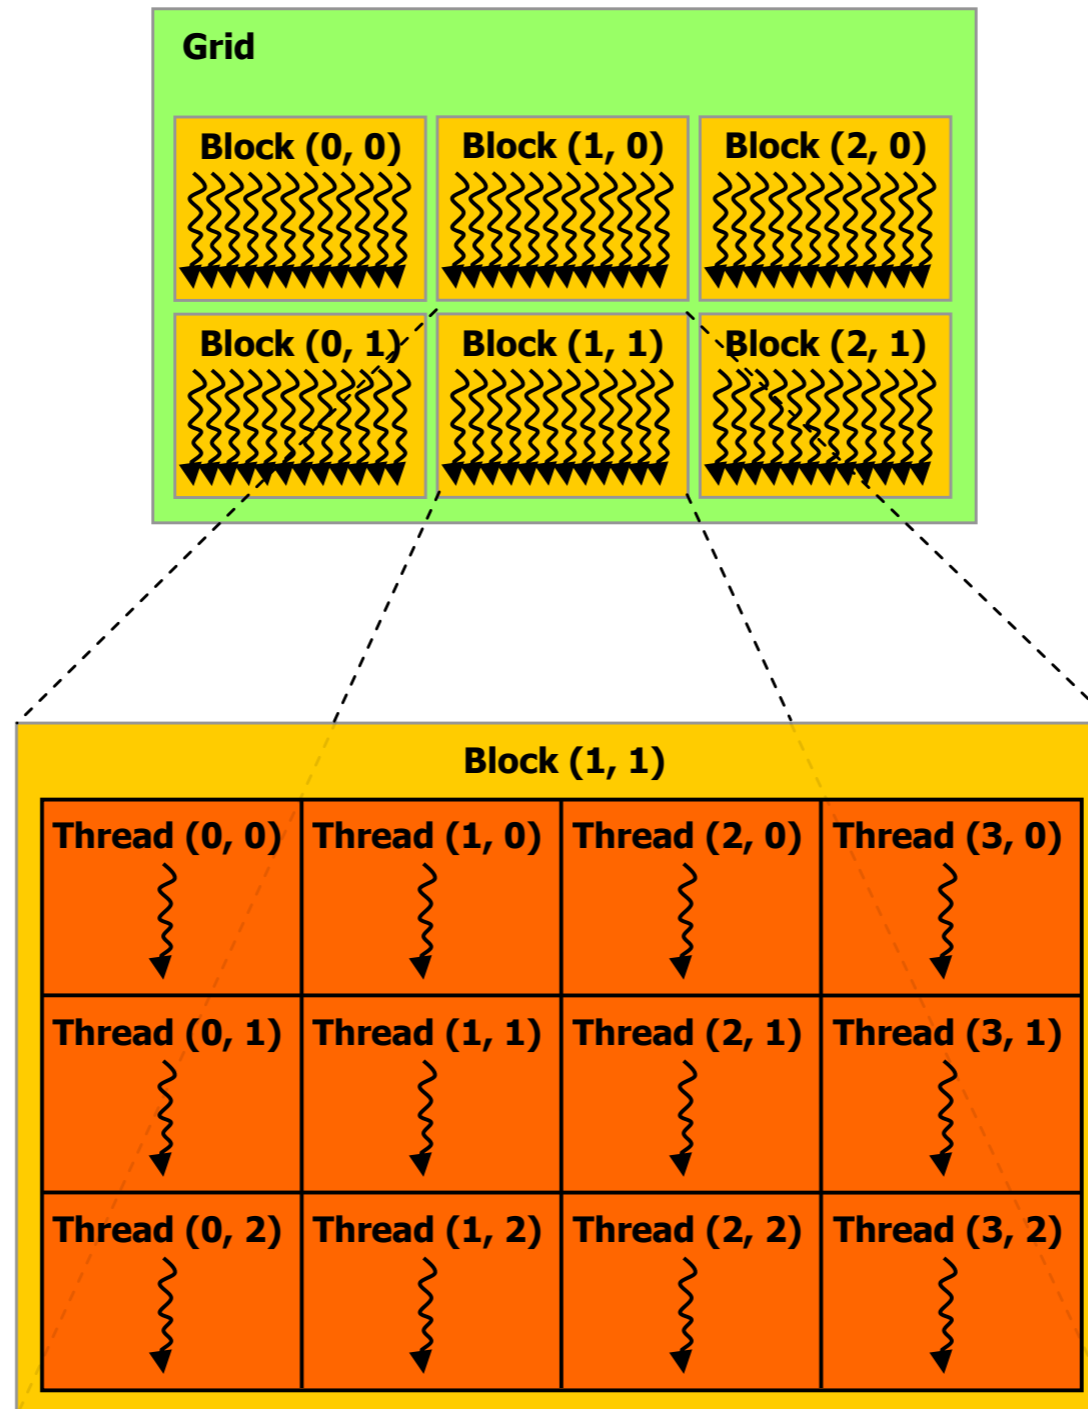 Grid
Block (0, 0) Block (1, 0) Block (2, 0)
Block (0, 1) Block (1, 1) Block (2, 1)
Block (1, 1)
Thread (0, 0) Thread (1, 0) Thread (2, 0) Thread (3, 0)
Thread (0, 1) Thread (1, 1) Thread (2, 1) Thread (3, 1)
Thread (0, 2) Thread (1, 2) Thread (2, 2) Thread (3, 2)